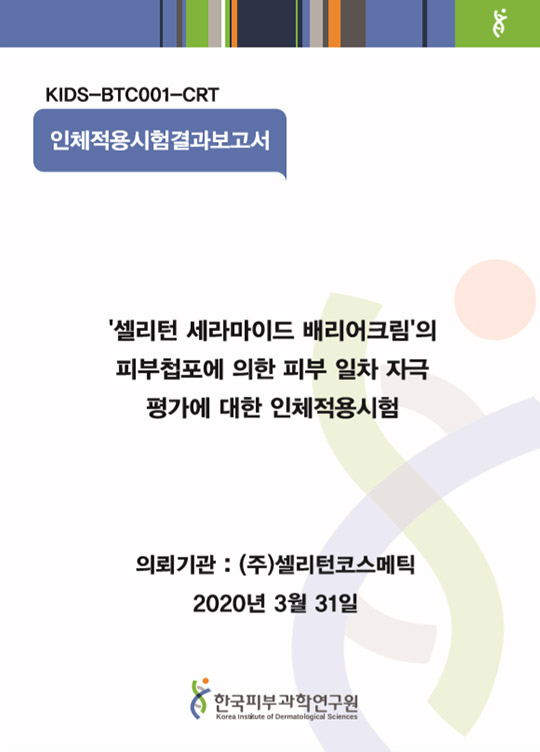 KIDS-BTC001-CRT
인체적용시험결과보고서
'셀리턴 세라마이드 배리어크림'의
피부첩포에 의한 피부 일차 자극
평가에 대한 인체적용시험
의뢰기관 : (주)셀리턴코스메틱
2020년 3월 31일
한국피부과학연구원
Korea Institute of Dermatological Sciences